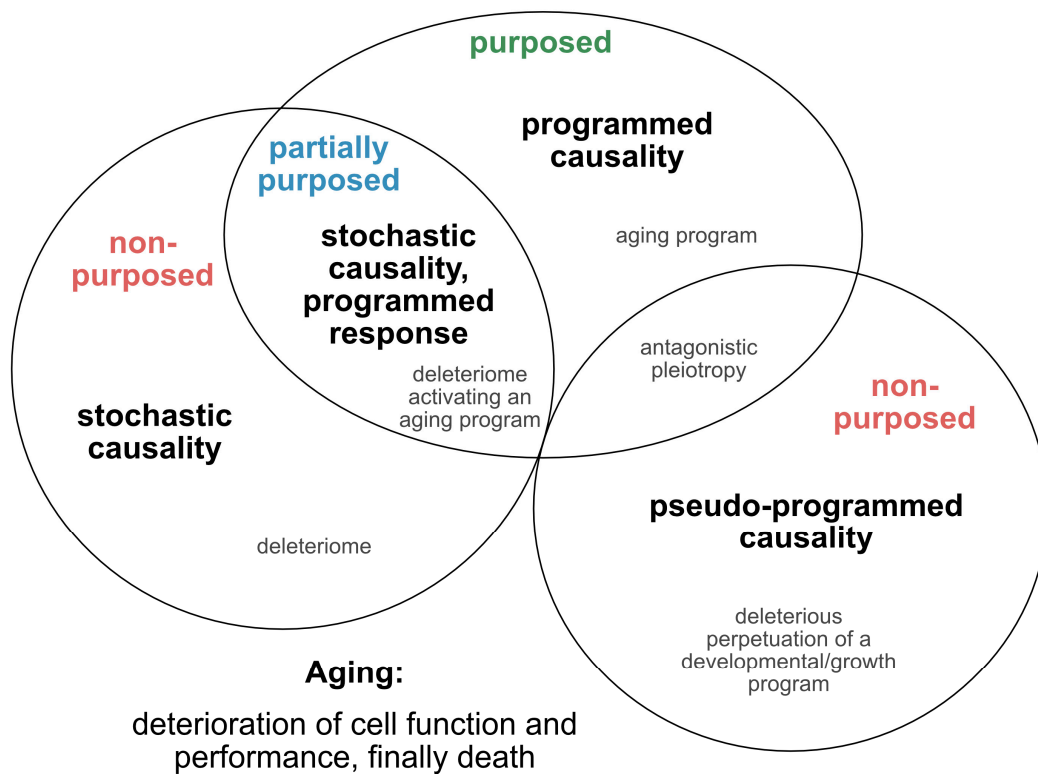 purposed
programmed
causality
aging program
partially
purposed
stochastic
causality,
programmed
response
deleteriome
activating an
aging program
non-
purposed
stochastic
causality
deleteriome
antagonistic
pleiotropy
non-
purposed
pseudo-programmed
causality
deleterious
perpetuation of a
developmental/growth
program
Aging:
deterioration of cell function and
performance, finally death